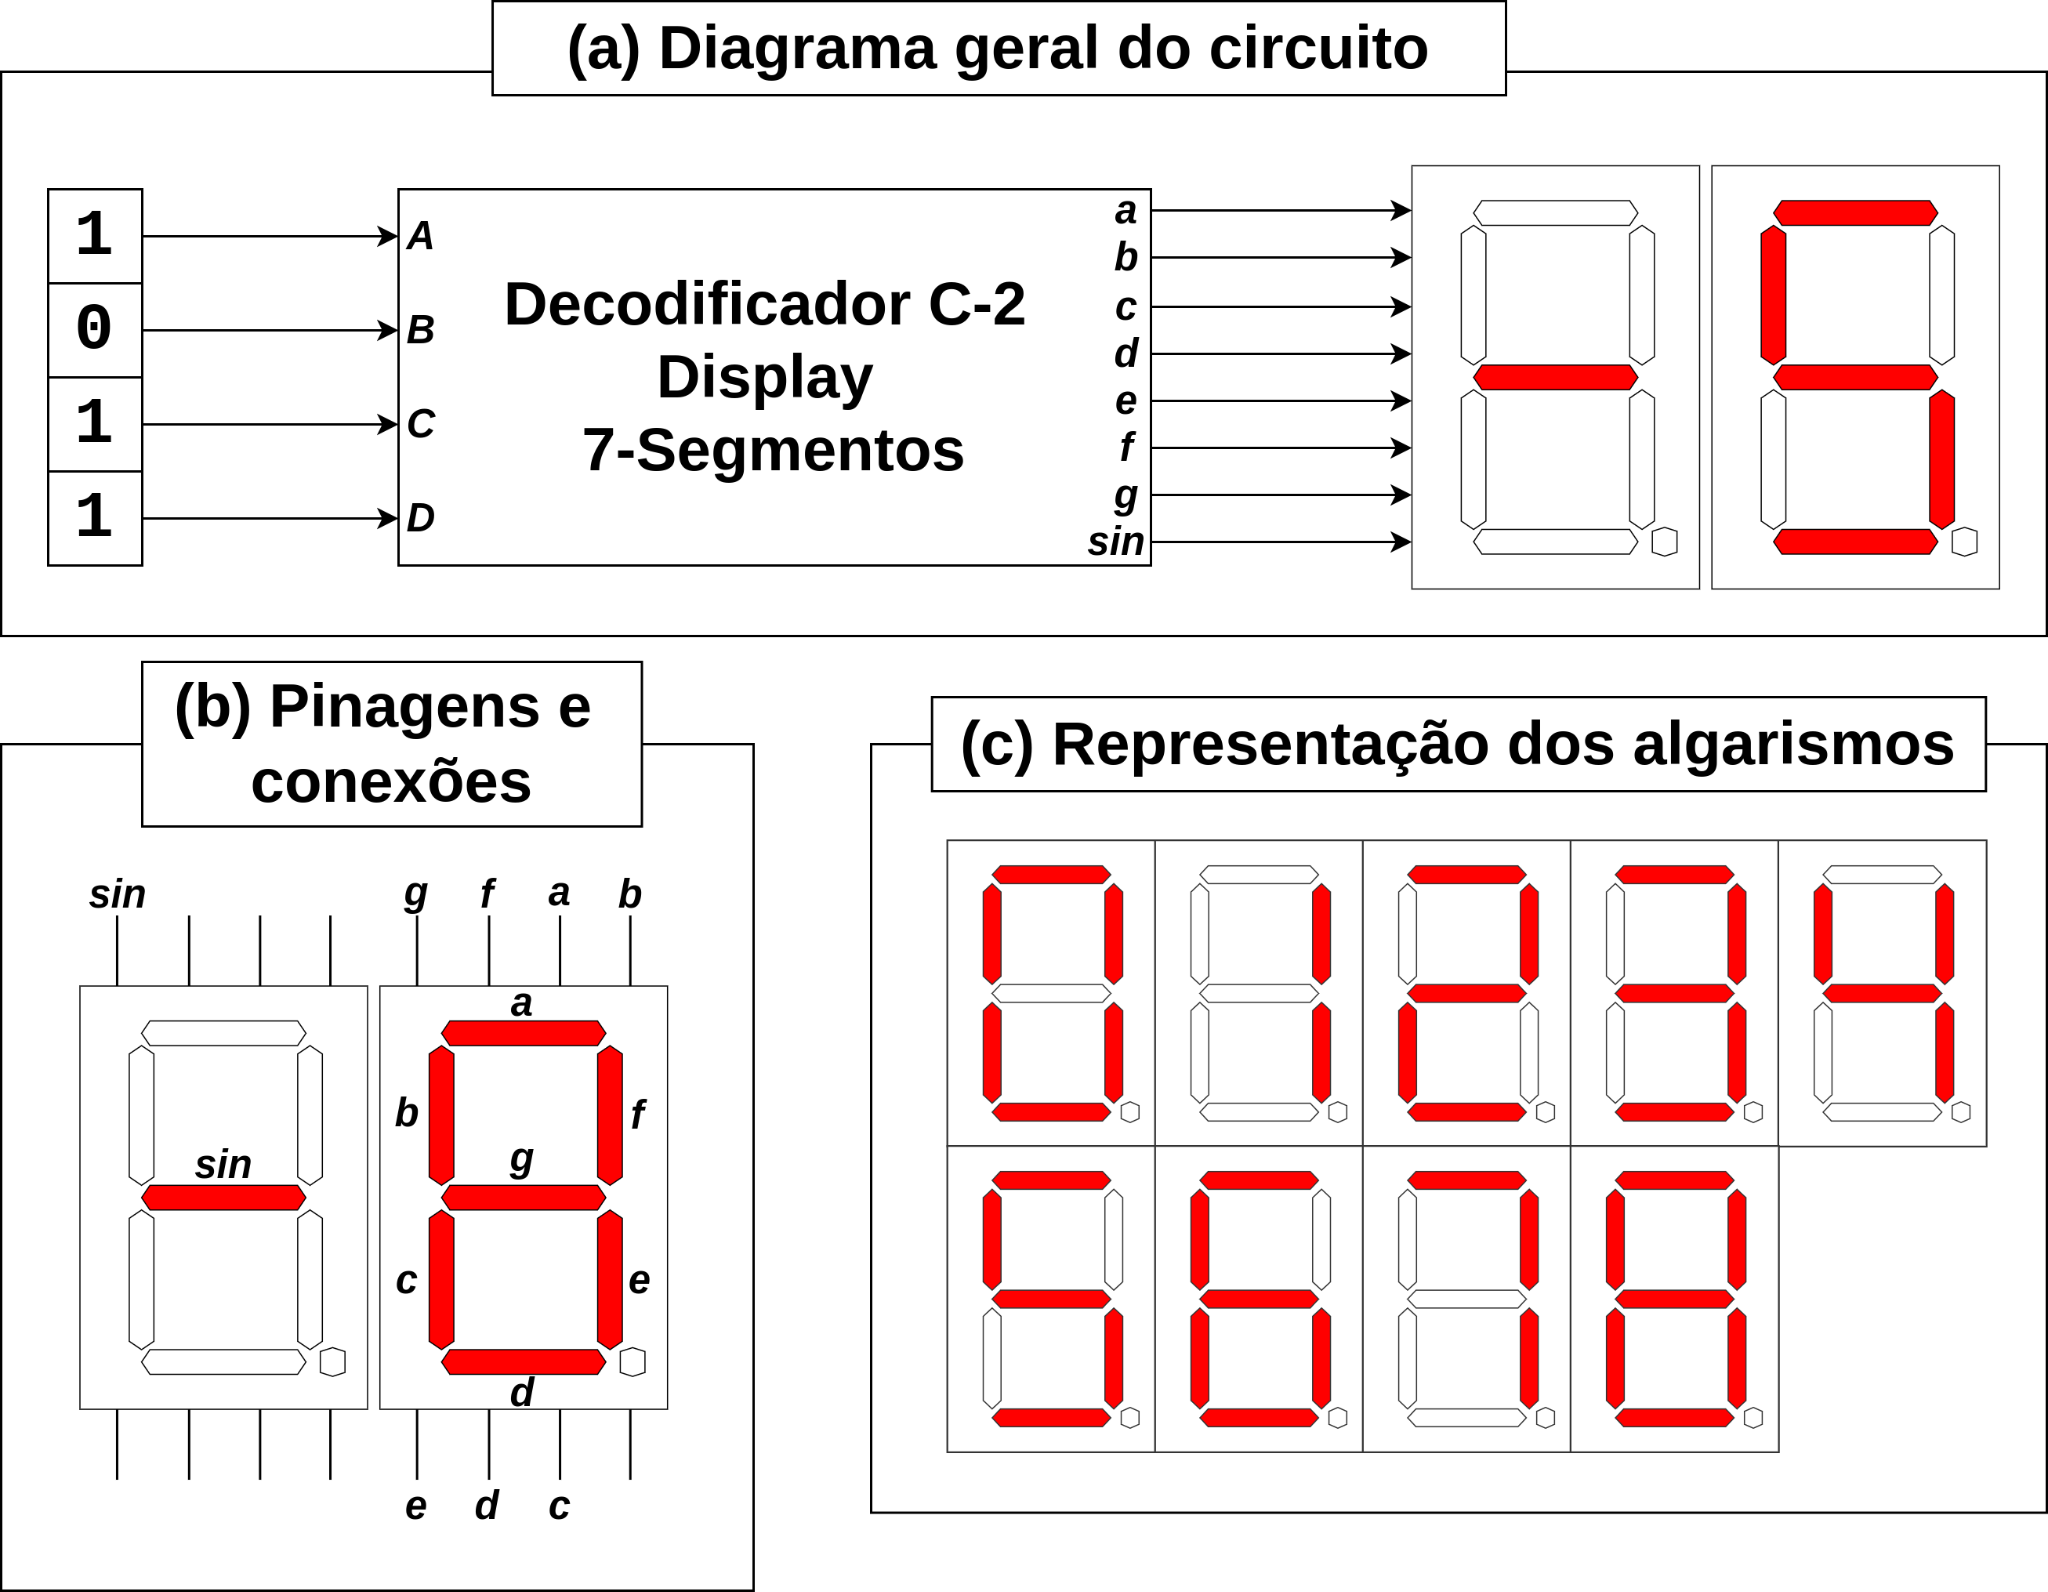 (a) Diagrama geral do circuito
1
0
1
1
A
B
C
D
Decodificador C-2
Display
7-Segmentos
a
b
c
d
e
f
g
sin
(b) Pinagens e
conexões
sin
g f a b
a
b
f
sin
g
c
e
d
e d c
(c) Representação dos algarismos